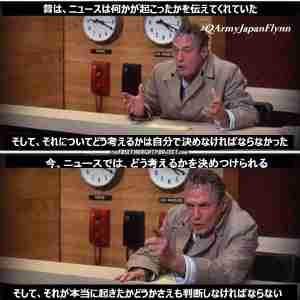 昔は、ニュースは何かが起こったかを伝えてくれていた
#QArmyJapanFlynn
そして、それについてどう考えるかは自分で決めなければならなかった
今、ニュースでは、どう考えるかを決めつけられる
そして、それが本当に起きたかどうかさえも判断しなければならない